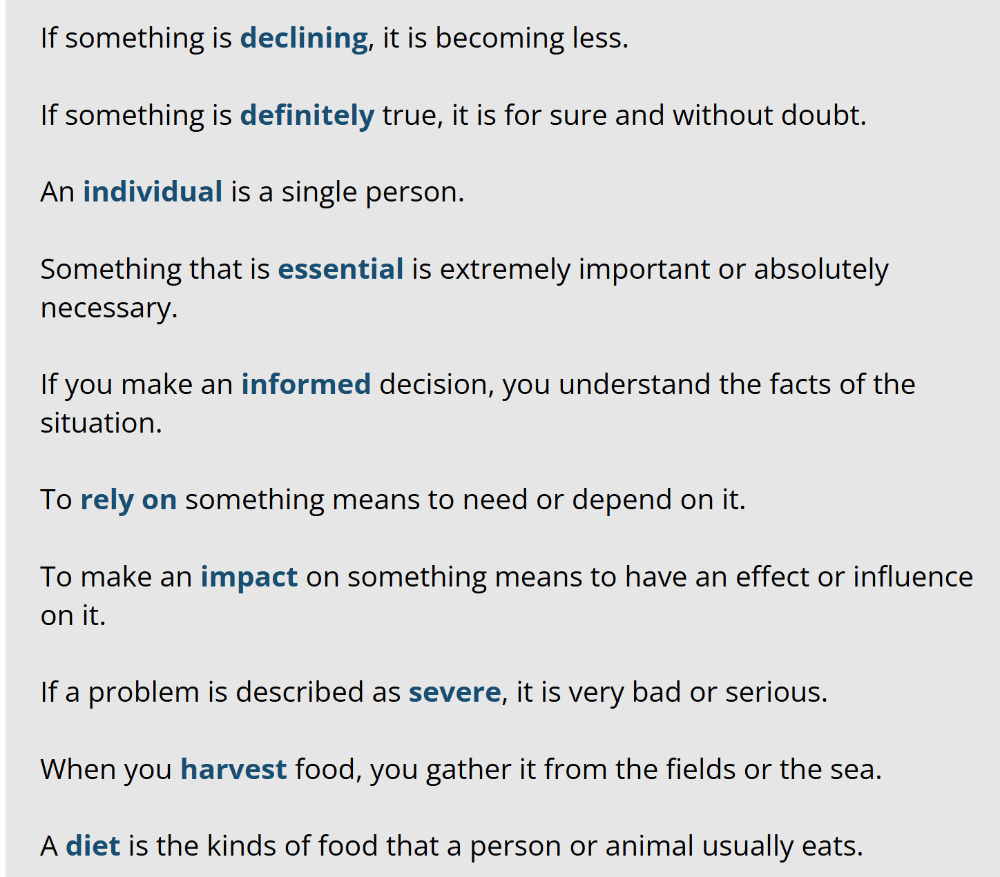 If something is declining, it is becoming less.
If something is definitely true, it is for sure and without doubt.
An individual is a single person.
Something that is essential is extremely important or absolutely
necessary.
If you make an informed decision, you understand the facts of the
situation.
To rely on something means to need or depend on it.
To make an impact on something means to have an effect or influence
on it.
If a problem is described as severe, it is very bad or serious.
When you harvest food, you gather it from the fields or the sea.
A diet is the kinds of food that a person or animal usually eats.